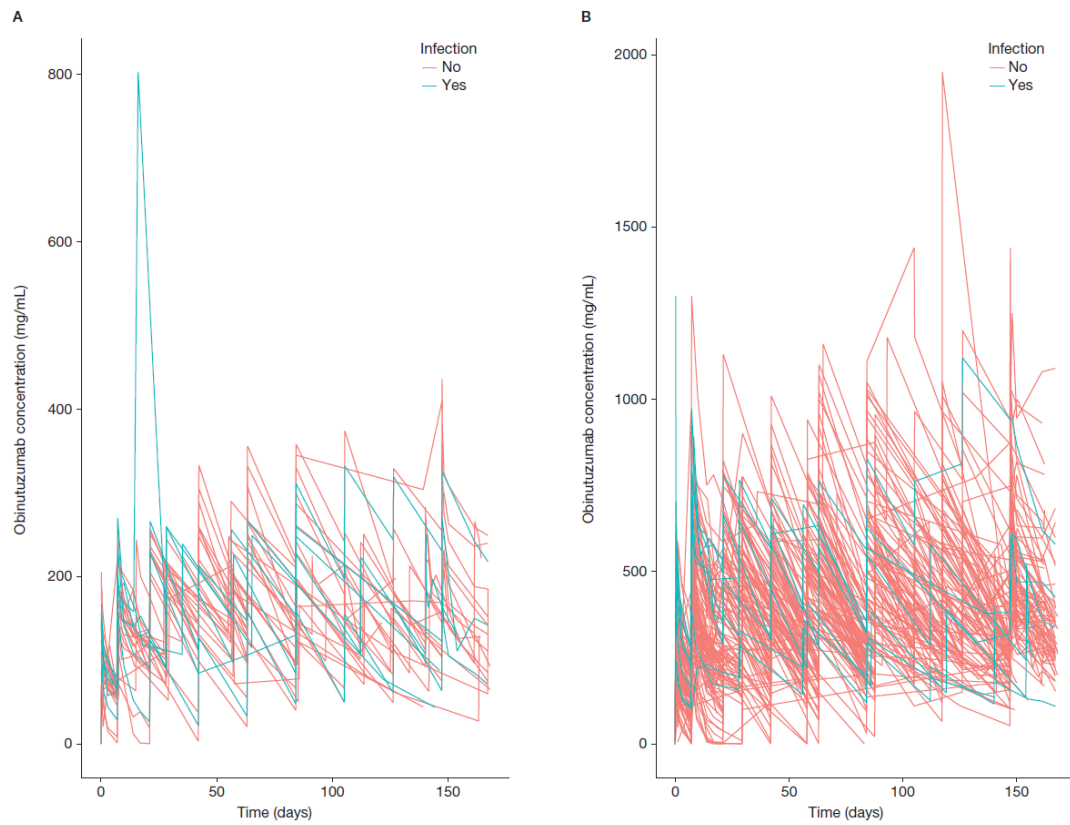 A
Obinutuzumab concentration (mg/mL)
800
600
400
200
0
Infection
No
Yes
0
50
100
150
Time (days)
B
Obinutuzumab concentration (mg/mL)
2000
1500
1000
500
0
Infection
No
Yes
0
50
100
150
Time (days)